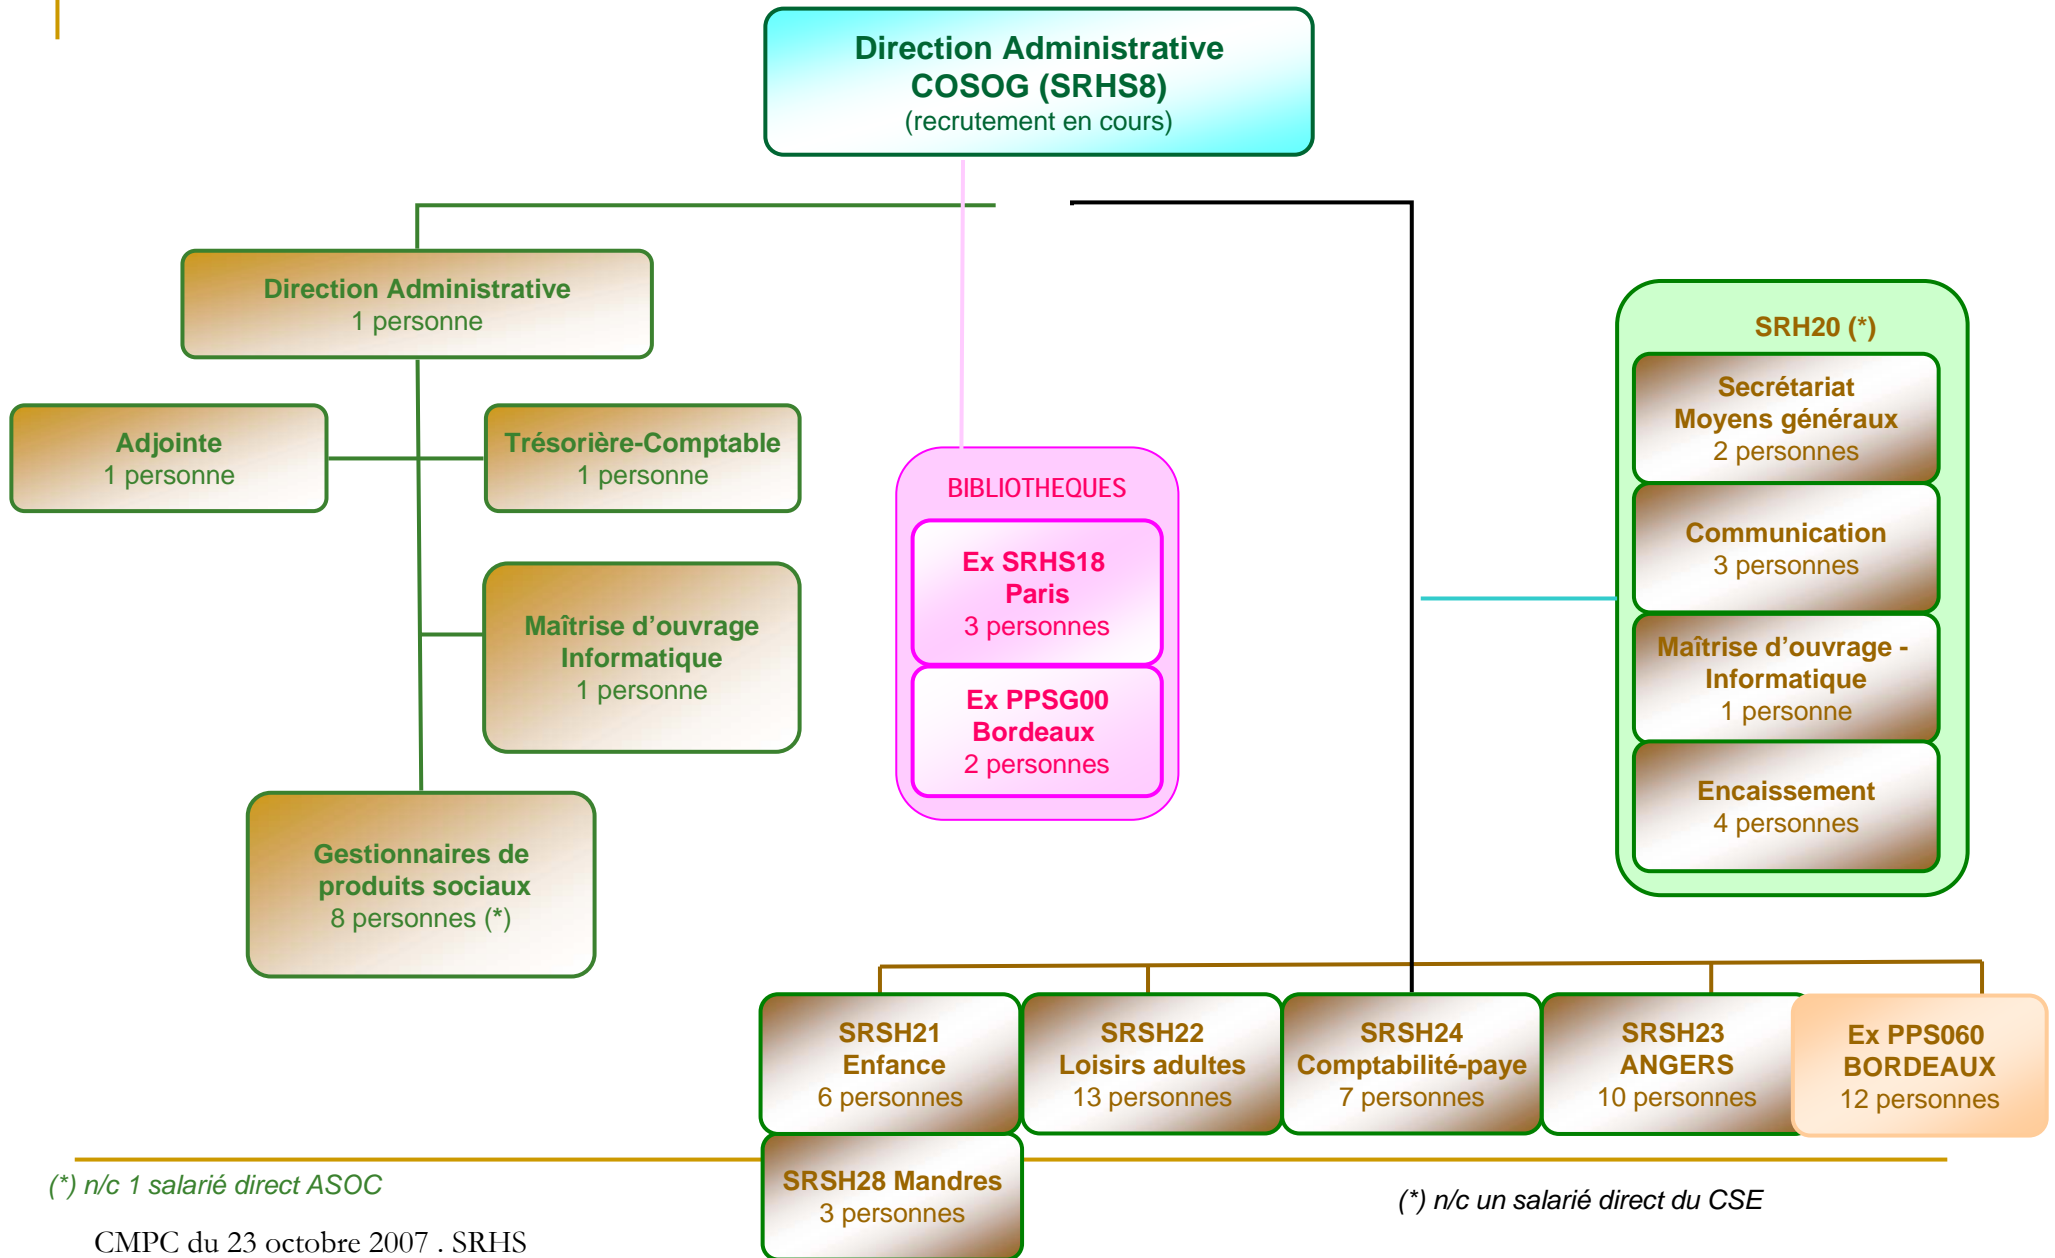 Direction Administrative
COSOG (SRHS8)
(recrutement en cours)
Direction Administrative
1 personne
Adjointe
1 personne
Trésorière-Comptable
1 personne
Maîtrise d’ouvrage
Informatique
1 personne
Gestionnaires de
produits sociaux
8 personnes (*)
BIBLIOTHEQUES
Ex SRHS18
Paris
3 personnes
Ex PPSG00
Bordeaux
2 personnes
SRH20 (*)
Secrétariat
Moyens généraux
2 personnes
Communication
3 personnes
Maîtrise d’ouvrage -
Informatique
1 personne
Encaissement
4 personnes
SRSH21
Enfance
6 personnes
SRSH22
Loisirs adultes
13 personnes
SRSH24
Comptabilité-paye
7 personnes
SRSH23
ANGERS
10 personnes
Ex PPS060
BORDEAUX
12 personnes
SRSH28 Mandres
3 personnes
(*) n/c 1 salarié direct ASOC
(*) n/c un salarié direct du CSE
CMPC du 23 octobre 2007 . SRHS